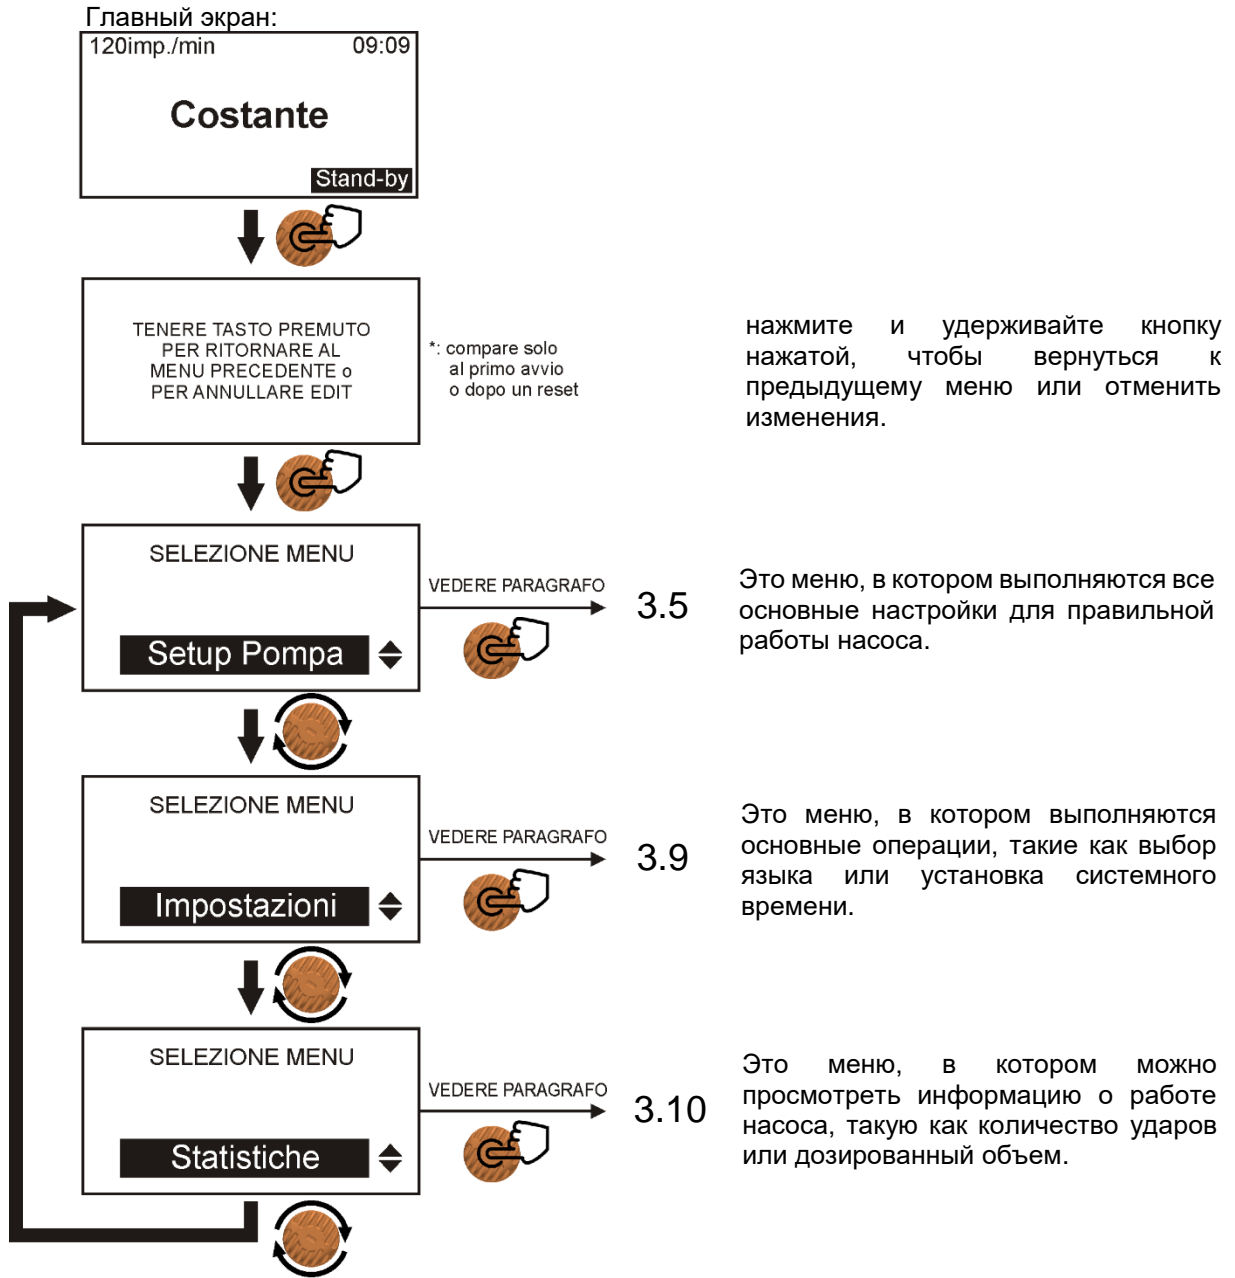 Главный экран:
120imp./min 09:09
Costante
Stand-by
TENERE TASTO PREMUTO
PER RITORNARE AL
MENU PRECEDENTE o
PER ANNULLARE EDIT
*: compare solo
al primo avvio
o dopo un reset
нажмите и удерживайте кнопку
нажатой, чтобы вернуться к
предыдущему меню или отменить
изменения.
SELEZIONE MENU
Setup Pompa
VEDERE PARAGRAFO
3.5
Это меню, в котором выполняются все
основные настройки для правильной
работы насоса.
SELEZIONE MENU
Impostazioni
VEDERE PARAGRAFO
3.9
Это меню, в котором выполняются
основные операции, такие как выбор
языка или установка системного
времени.
SELEZIONE MENU
Statistiche
VEDERE PARAGRAFO
3.10
Это меню, в котором можно
просмотреть информацию о работе
насоса, такую как количество ударов
или дозированный объем.